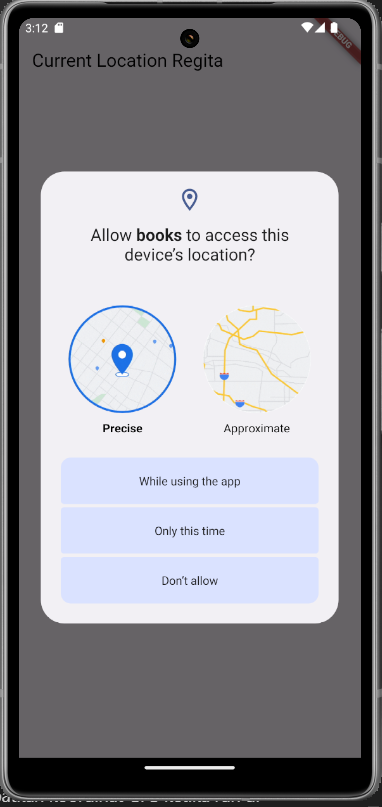 3:12
Current Location Regita
Allow books to access this
device's location?
Precise
Approximate
While using the app
Only this time
Don't allow